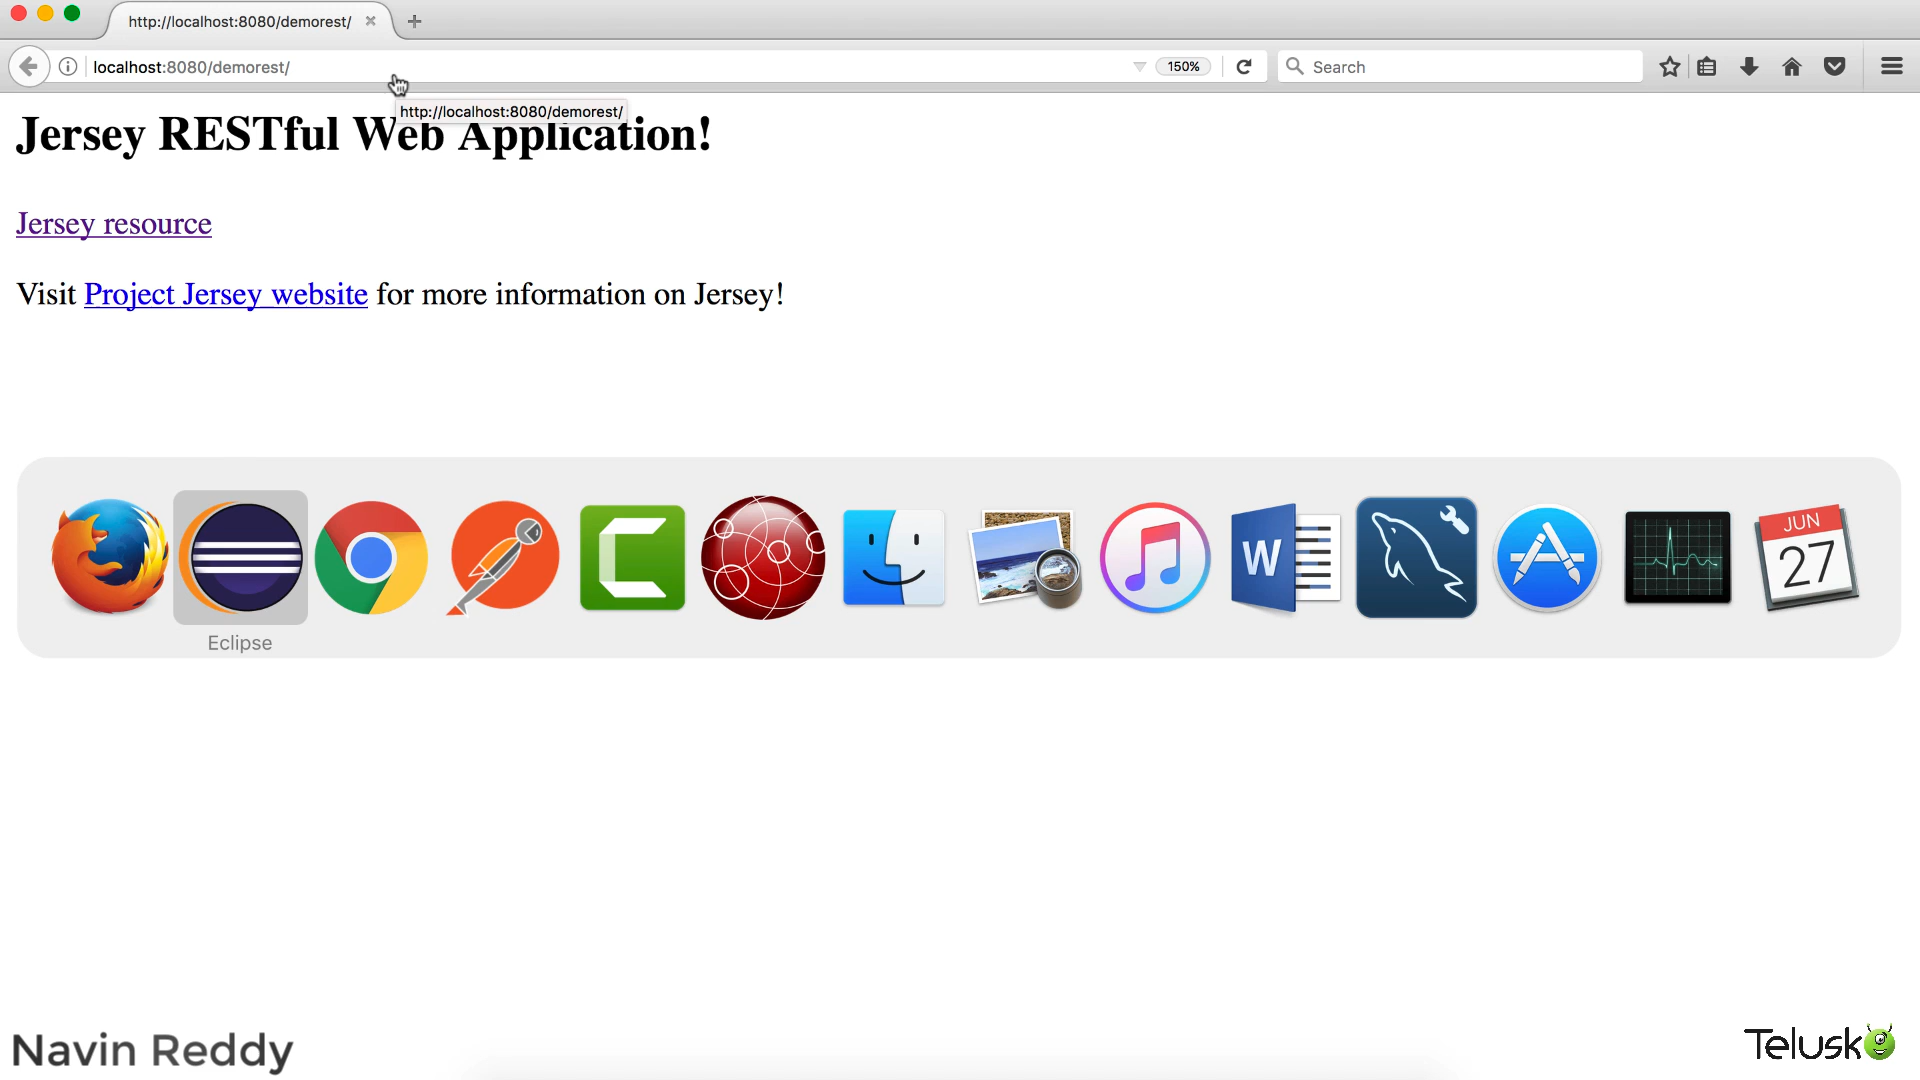 http://localhost:8080/demorest/
localhost:8080/demorest/
150%
Search
http://localhost:8080/demorest/
Jersey RESTful Web Application!
Jersey resource
Visit Project Jersey website for more information on Jersey!
W
JUN
27
Eclipse
Navin Reddy
Telusko